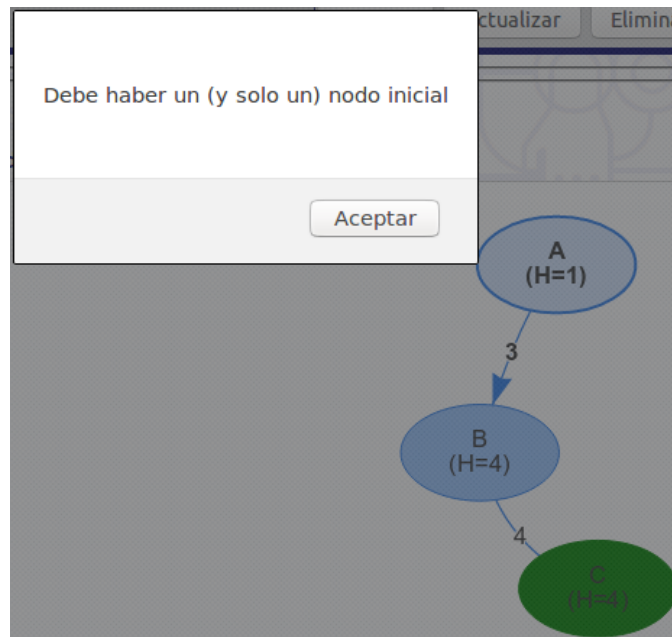 ctualizar Elimin
Debe haber un (y solo un) nodo inicial
Aceptar
A
(H=1)
3
B
(H=4)
4
C
(H=4)